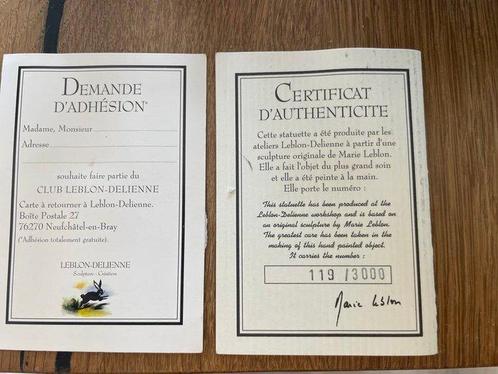 DEMANDE
D'ADHÉSION*
Madame, Monsieur
Adresse
souhaite faire partie du
CLUB LEBLON-DELIENNE
Carte à retourner à Leblon-Delienne.
Boîte Postale 27
76270 Neufchâtel-en-Bray
(*Adhésion totalement gratuite).
LEBLON-DELIENNE
Sculpture - Création
CERTIFICAT
D'AUTHENTICITE
Cette statuette a été produite par les
ateliers Leblon-Delienne à partir d'une
sculpture originale de Marie Leblon.
Elle a fait l'objet du plus grand soin
et elle a été peinte à la main.
Elle porte le numéro :
This statuette has been produced at the
Leblon-Delienne workshop and is based on
an original sculpture by Marie Leblon.
The greatest care has been taken in the
making of this hand painted object.
It carries the number :
119 /3000
Marie Leblon